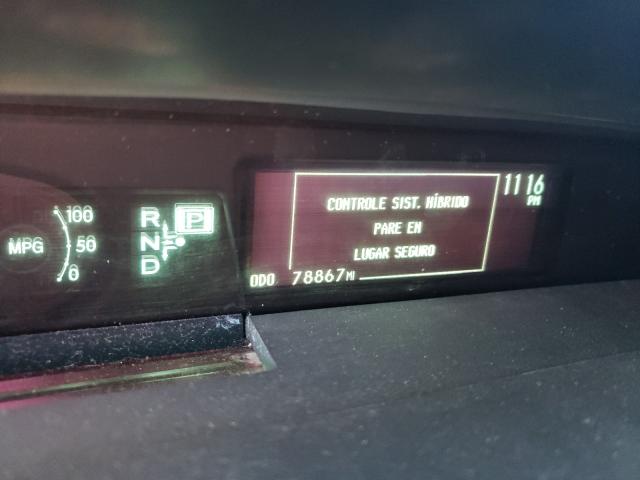 100
MPG
50
0
R
P
N
D
CONTROLE SIST. HÍBRIDO
PARE EN
LUGAR SEGURO
11 16
PM
ODO 78867 MI